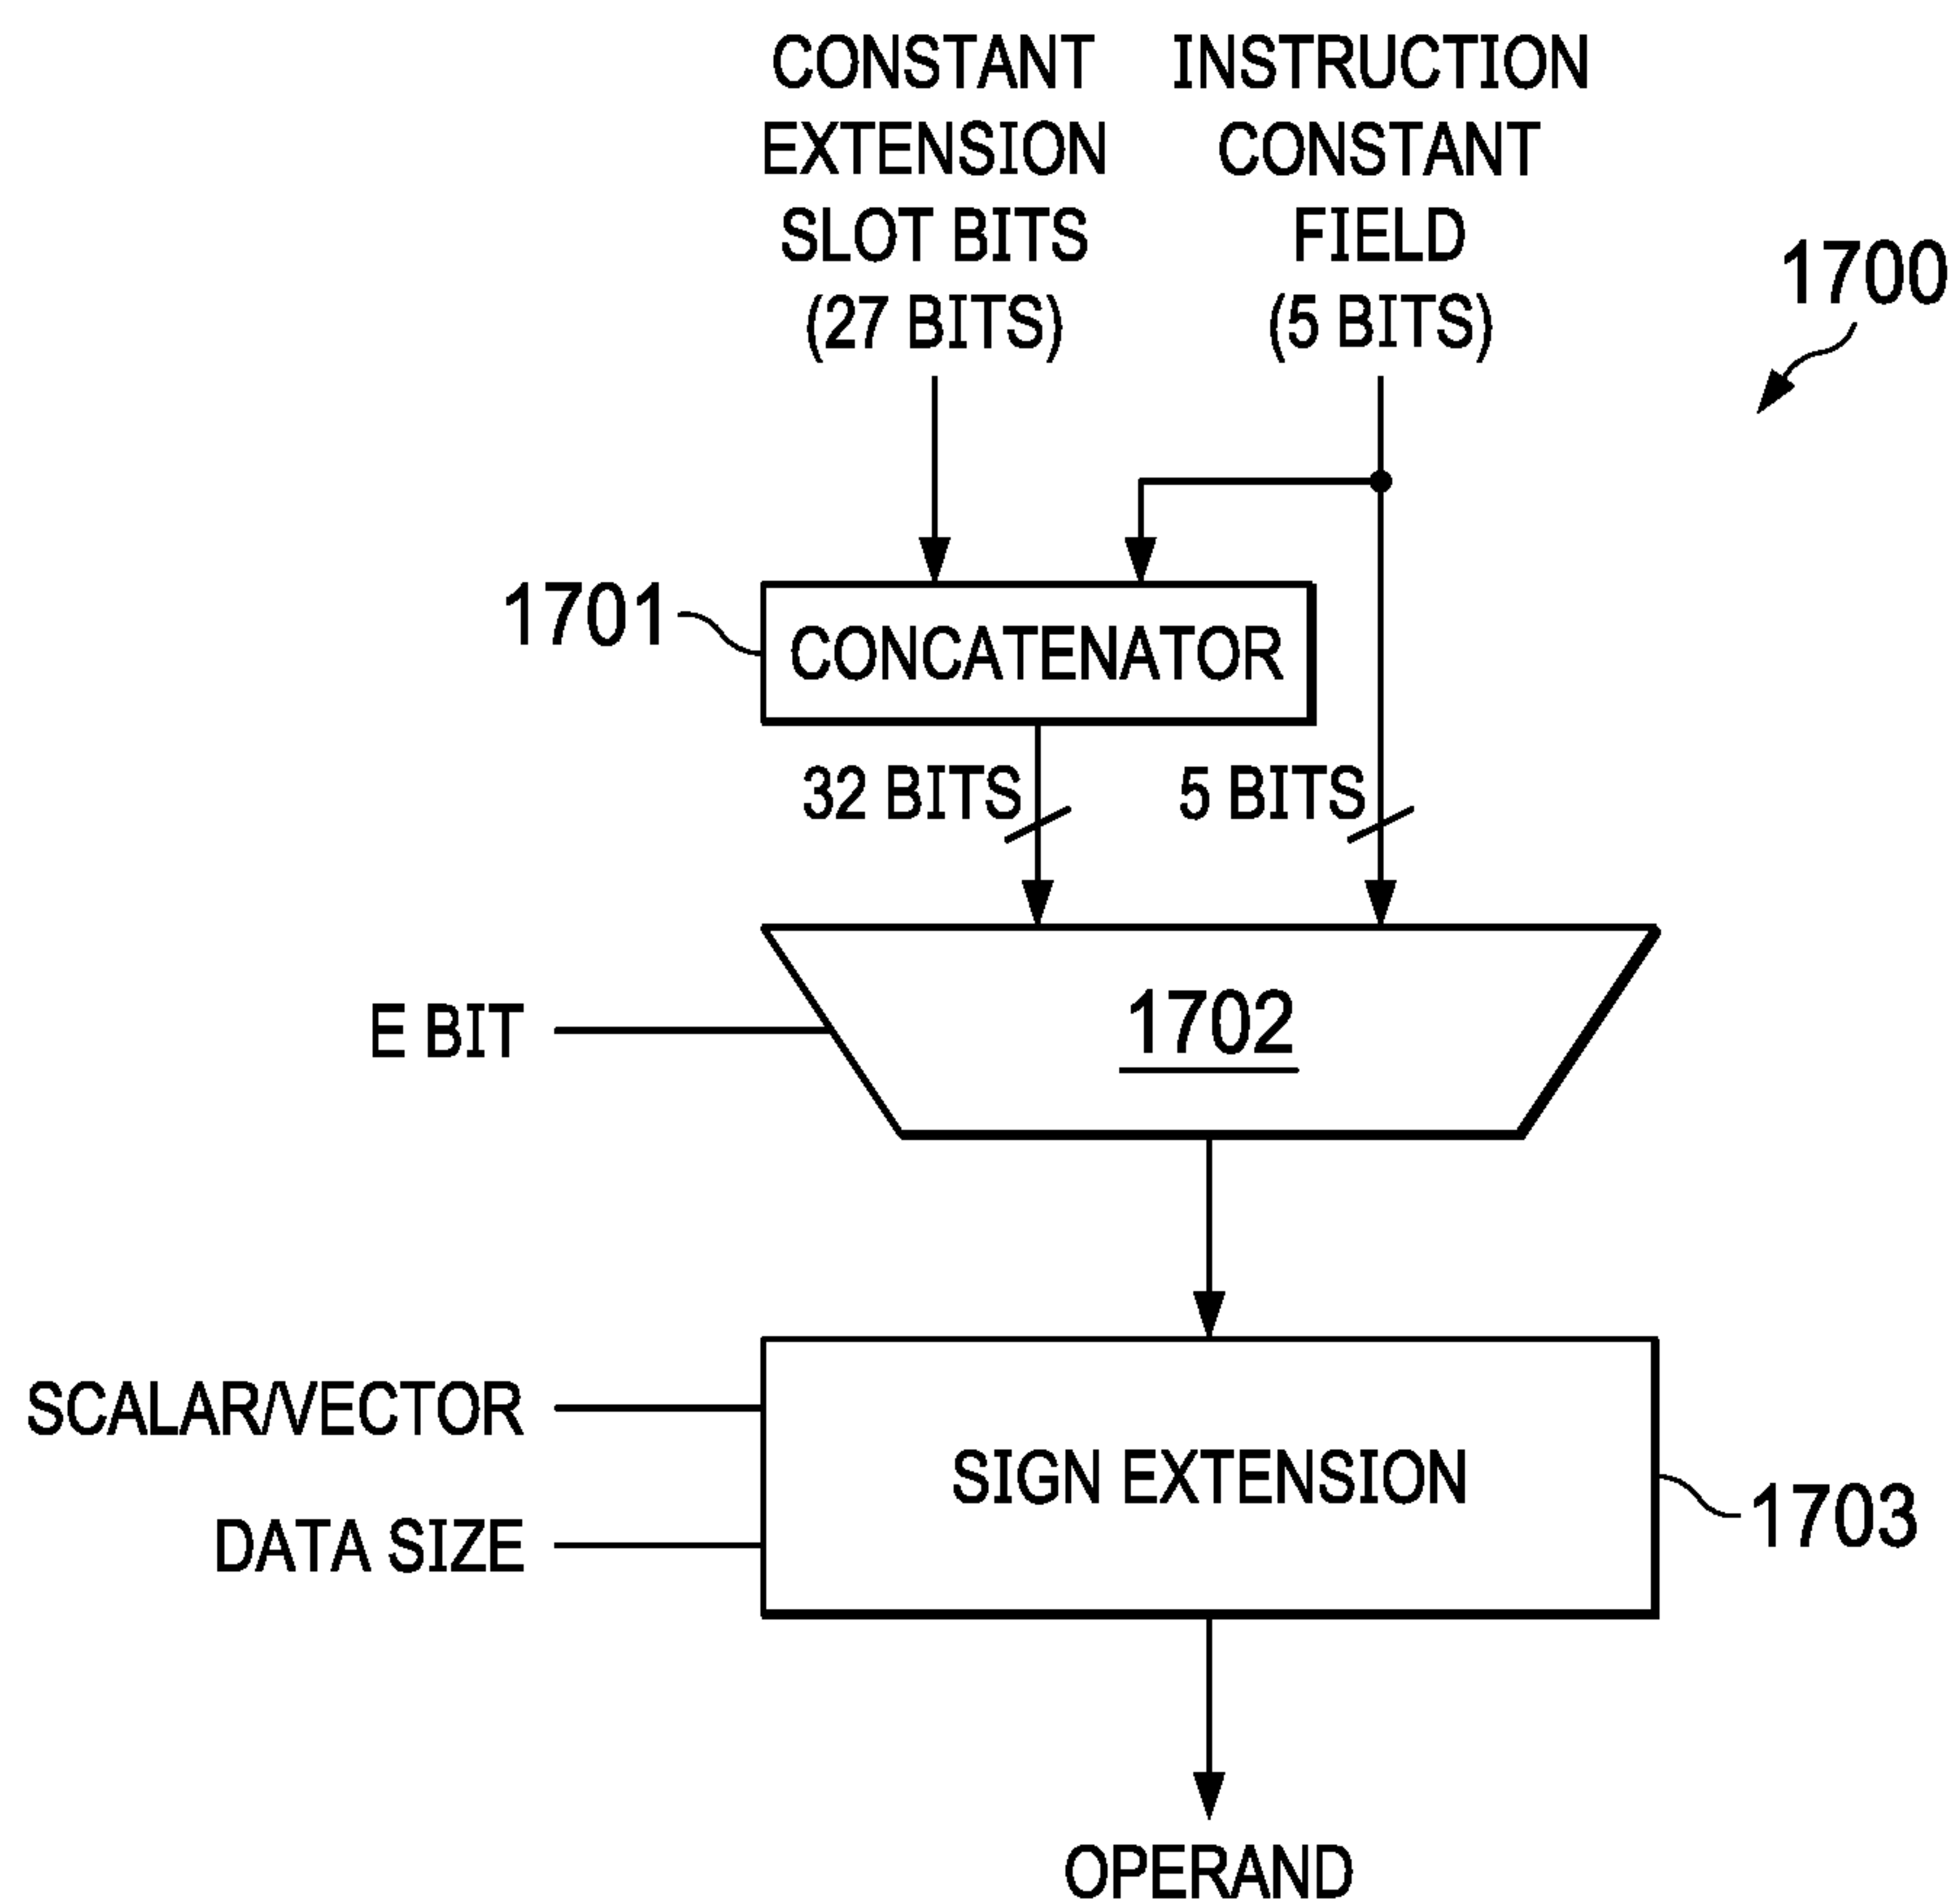 CONSTANT
EXTENSION
SLOT BITS
(27 BITS)
INSTRUCTION
CONSTANT
FIELD
(5 BITS)
1700
1701
CONCATENATOR
32 BITS
5 BITS
E BIT
1702
SCALAR/VECTOR
DATA SIZE
SIGN EXTENSION
1703
OPERAND